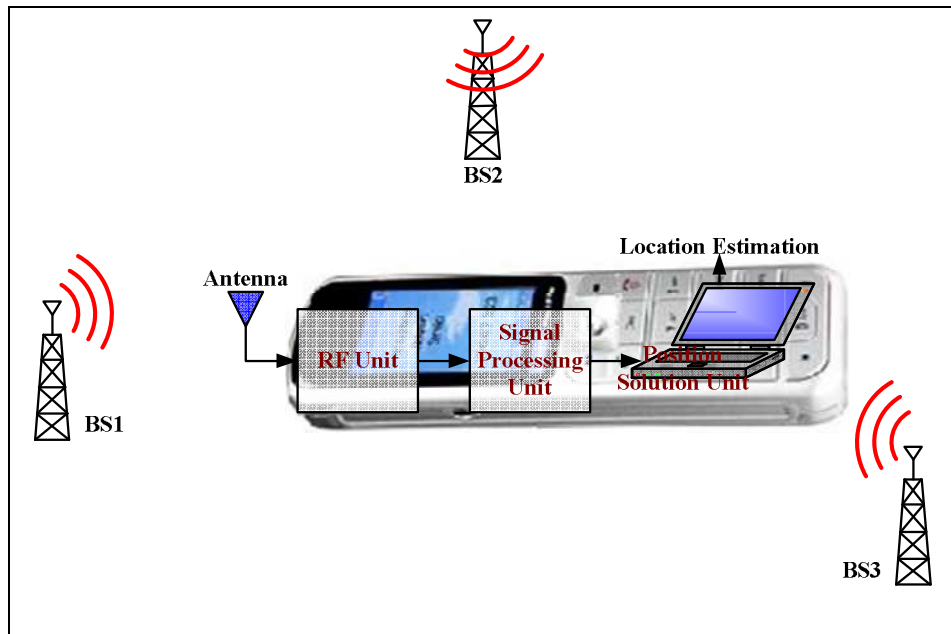 BS2
Location Estimation
Antenna
RF Unit
Signal
Processing
Unit
Position
Solution Unit
BS1
BS3